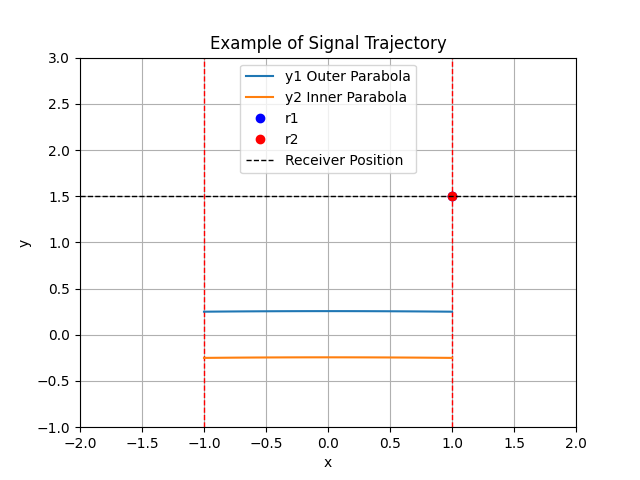 Example of Signal Trajectory
y1 Outer Parabola
y2 Inner Parabola
r1
r2
Receiver Position
3.0
2.5
2.0
1.5
1.0
0.5
0.0
−0.5
−1.0
y
−2.0 −1.5 −1.0 −0.5 0.0 0.5 1.0 1.5 2.0
x